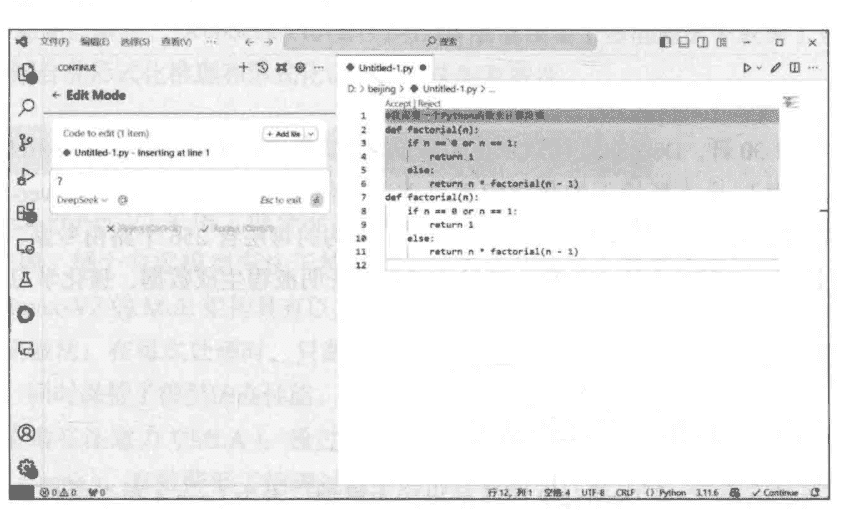 文件(F) 编辑(E) 选择(S) 查看(V) ··· ← → 搜索
CONTINUE
← Edit Mode
Code to edit (1 item)
+ Add file
Untitled-1.py - Inserting at line 1
?
DeepSeek
Esc to exit
Untitled-1.py
D: > beijing > Untitled-1.py > ...
Accept | Reject
1
2 def factorial(n):
3 if n == 0 or n == 1:
4 return 1
5 else:
6 return n * factorial(n - 1)
7 def factorial(n):
8 if n == 0 or n == 1:
9 return 1
10 else:
11 return n * factorial(n - 1)
12
0 0 0
行 12, 列 1 空格: 4 UTF-8 CRLF {} Python 3.11.6 ✓ Continue